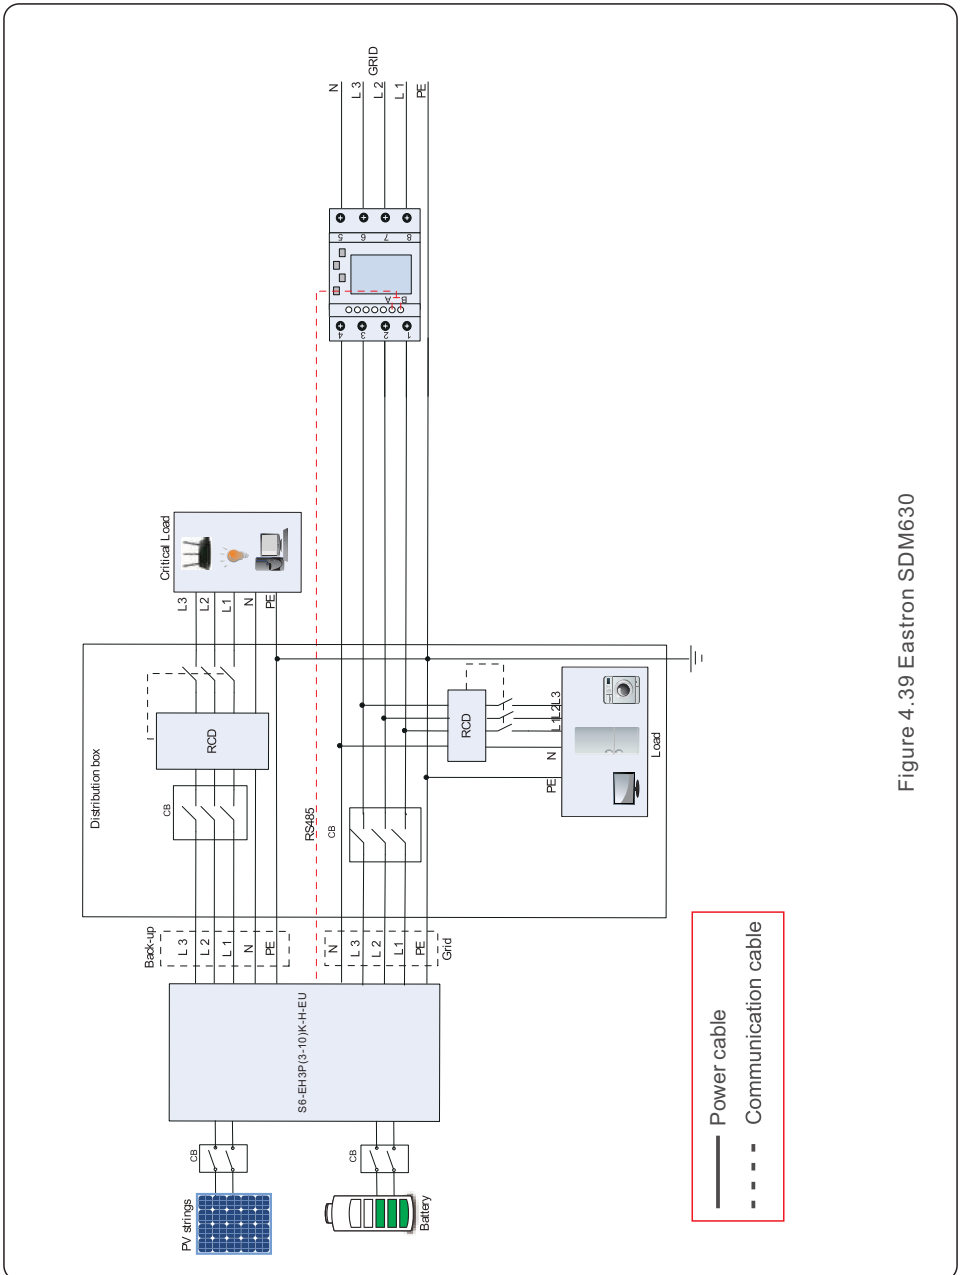 PV strings
CB
Battery
CB
S6-EH3P(3-10)K-H-EU
Back-up
L 3
L 2
L 1
N
PE
N
L 3
L 2
L1
PE
Grid
RS485
Distribution box
CB
RCD
CB
RCD
L1
L2
L3
N
PE
Load
Critical Load
L3
L2
L1
N
PE
4
3
2
1
A
B
5
6
7
8
N
L 3
L 2
L 1
PE
GRID
Power cable
Communication cable
Figure 4.39 Eastron SDM630